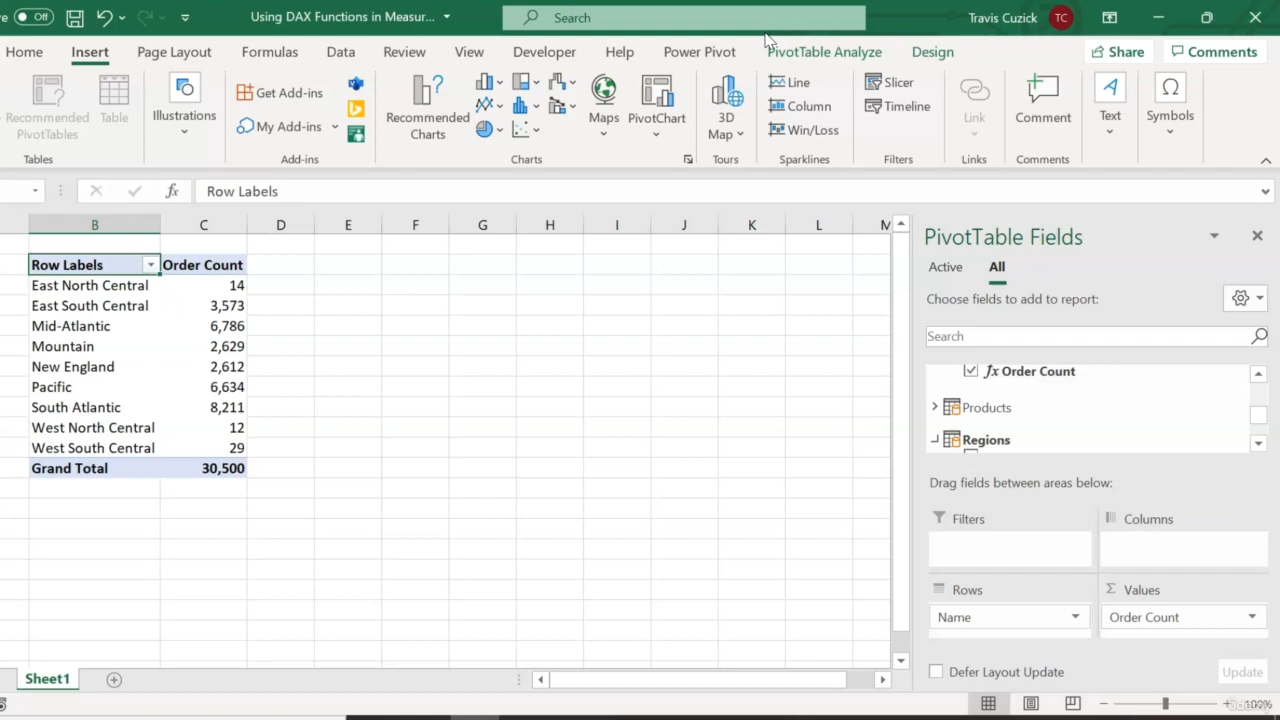 e Off Using DAX Functions in Measur... Search Travis Cuzick TC
Home Insert Page Layout Formulas Data Review View Developer Help Power Pivot PivotTable Analyze Design Share Comments
Recommended PivotTables
Table
Tables
Illustrations
Get Add-ins
My Add-ins
Add-ins
Recommended Charts
Maps
PivotChart
Charts
3D Map
Tours
Line
Column
Win/Loss
Sparklines
Slicer
Timeline
Filters
Link
Links
Comment
Comments
Text
Symbols
fx Row Labels
B C D E F G H I J K L M
Row Labels Order Count
East North Central 14
East South Central 3,573
Mid-Atlantic 6,786
Mountain 2,629
New England 2,612
Pacific 6,634
South Atlantic 8,211
West North Central 12
West South Central 29
Grand Total 30,500
PivotTable Fields
Active All
Choose fields to add to report:
Search
fx Order Count
Products
Regions
Drag fields between areas below:
Filters Columns
Rows Σ Values
Name Order Count
Defer Layout Update Update
Sheet1
100%